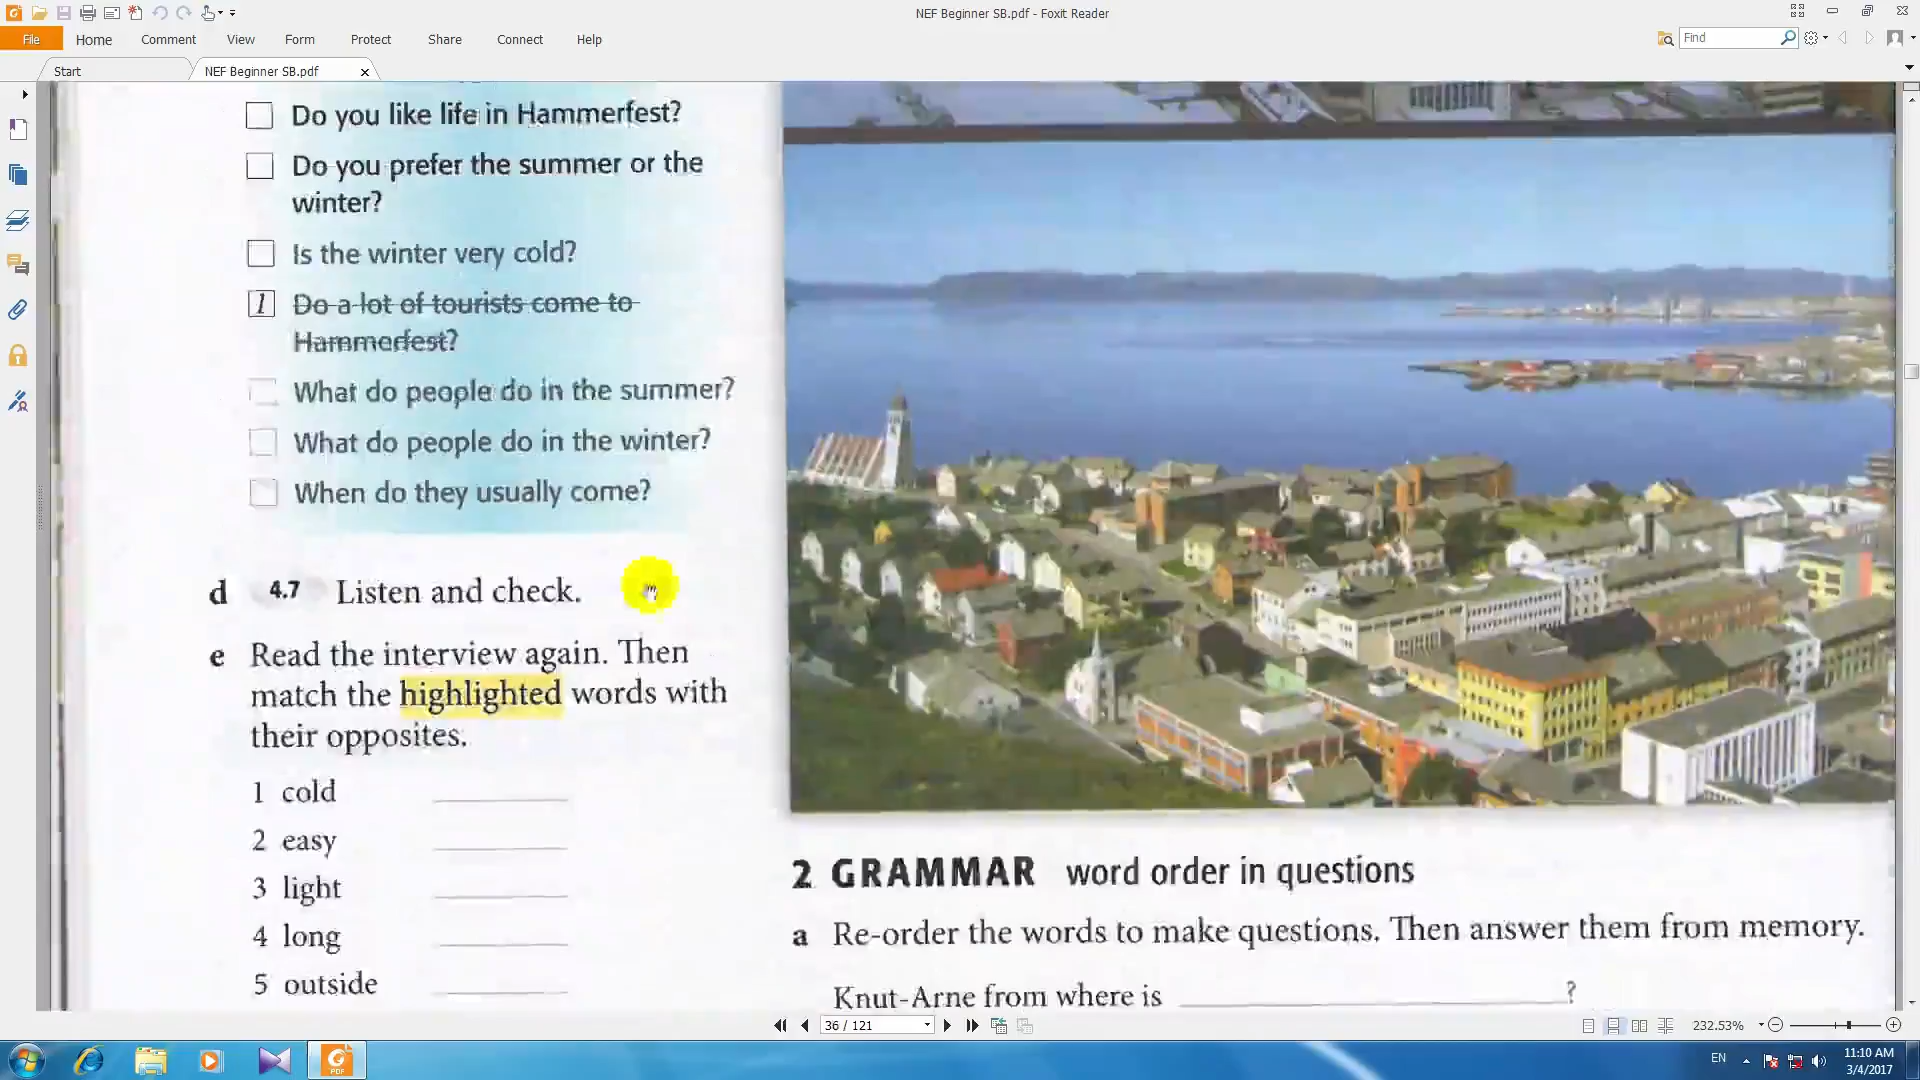 NEF Beginner SB.pdf - Foxit Reader
File Home Comment View Form Protect Share Connect Help
Find
Start
NEF Beginner SB.pdf
Do you like life in Hammerfest?
Do you prefer the summer or the
winter?
Is the winter very cold?
1 Do a lot of tourists come to
Hammerfest?
What do people do in the summer?
What do people do in the winter?
When do they usually come?
d 4.7 Listen and check.
e Read the interview again. Then
match the highlighted words with
their opposites.
1 cold
2 easy
3 light
4 long
5 outside
2 GRAMMAR word order in questions
a Re-order the words to make questions. Then answer them from memory.
Knut-Arne from where is ?
36 / 121
232.53%
PDF
EN
11:10 AM
3/4/2017